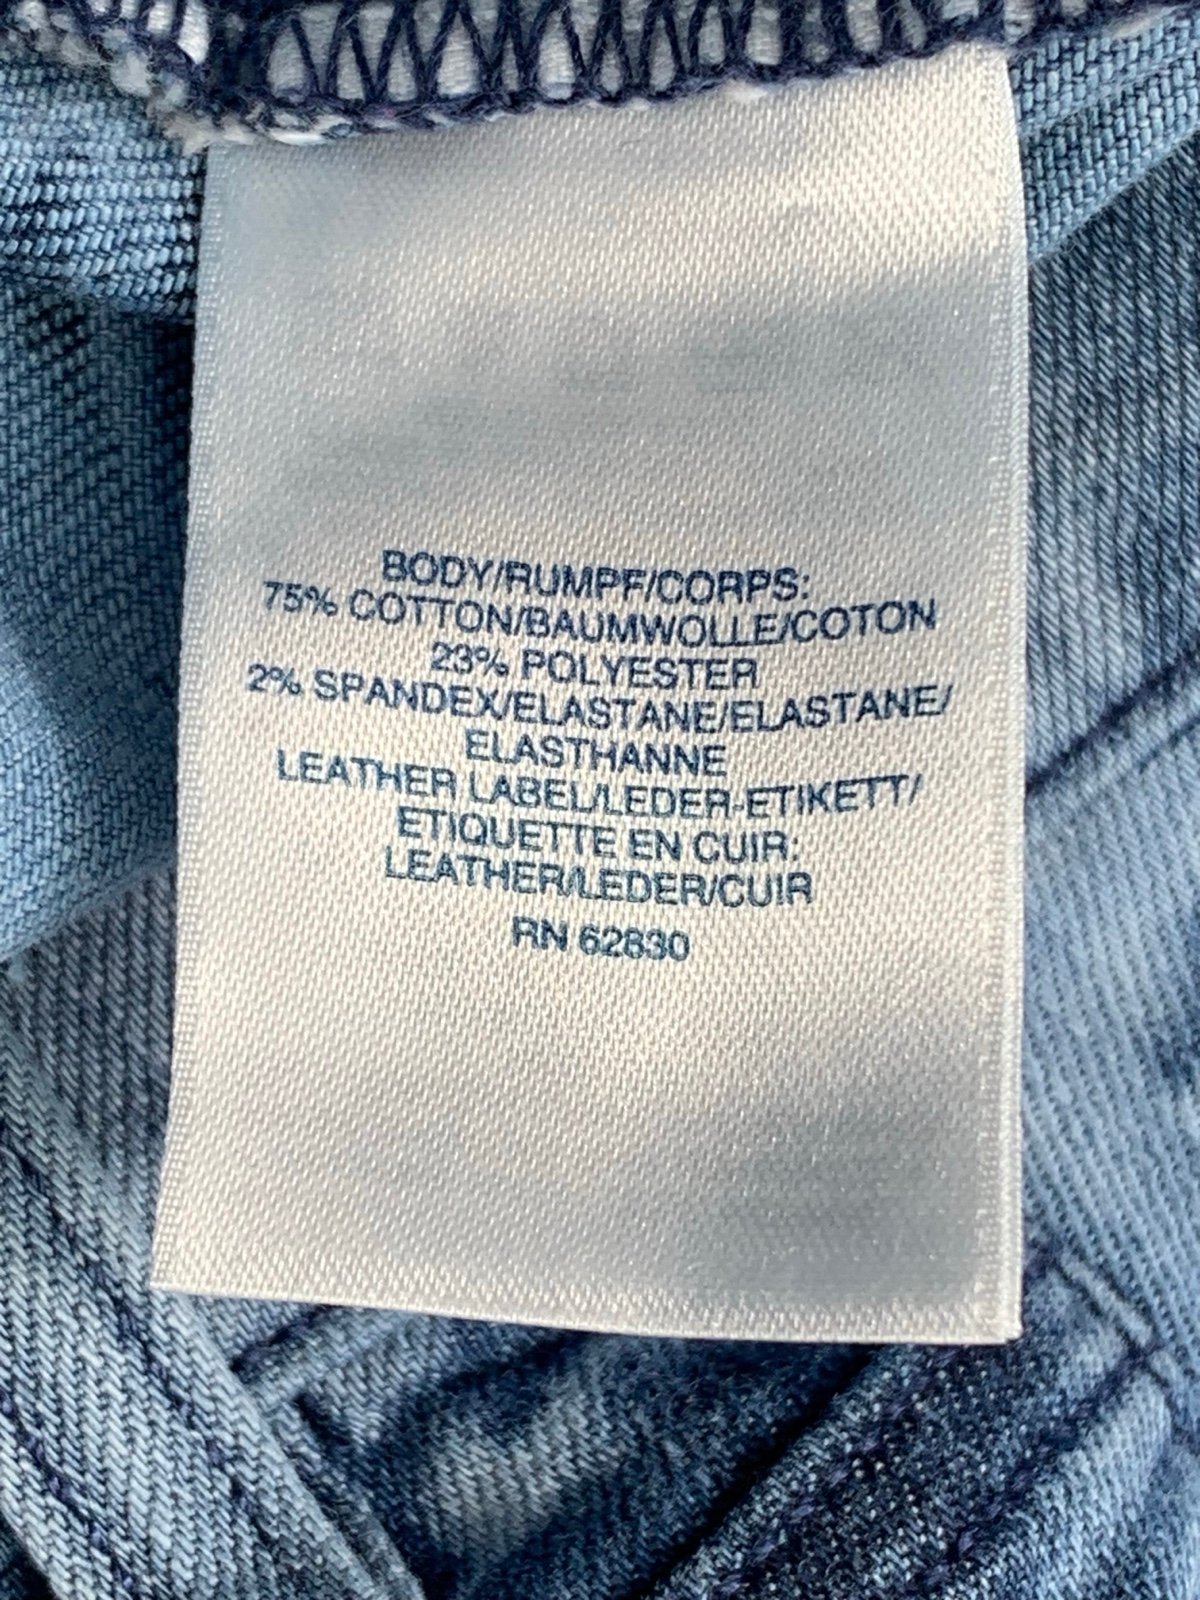 BODY/RUMPF/CORPS:
75% COTTON/BAUMWOLLE/COTON
23% POLYESTER
2% SPANDEX/ELASTANE/ELASTANE/
ELASTHANNE
LEATHER LABEL/LEDER-ETIKETT/
ETIQUETTE EN CUIR:
LEATHER/LEDER/CUIR
RN 62830